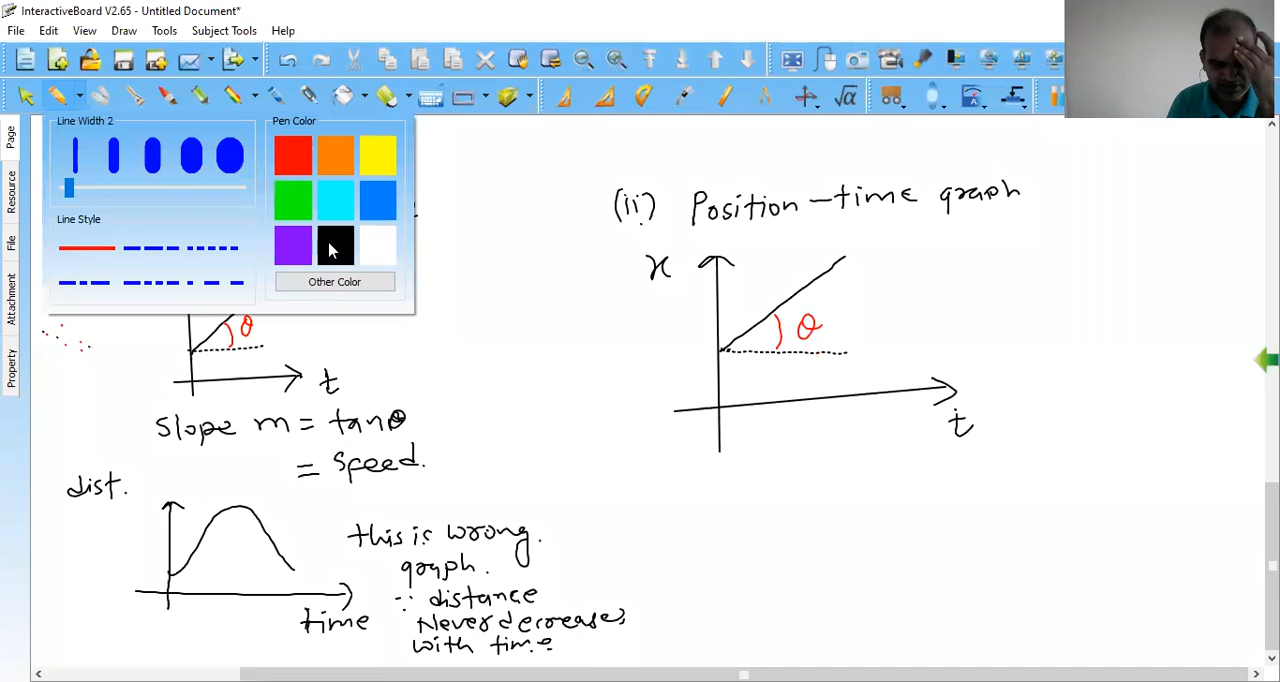 InteractiveBoard V2.65 - Untitled Document*
File Edit View Draw Tools Subject Tools Help
Page
Resource
File
Attachment
Property
Line Width 2
Line Style
Pen Color
Other Color
θ
t
slope m = tanθ
= speed.
dist.
time
this is wrong.
graph.
∵ distance
Never decreases
with time
(ii) Position-time graph
x
θ
t